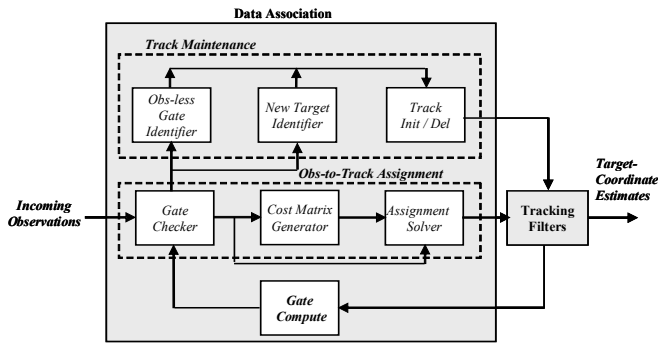 Data Association
Track Maintenance
Obs-less
Gate
Identifier
New Target
Identifier
Track
Init / Del
Obs-to-Track Assignment
Target-
Coordinate
Estimates
Incoming
Observations
Gate
Checker
Cost Matrix
Generator
Assignment
Solver
Tracking
Filters
Gate
Compute